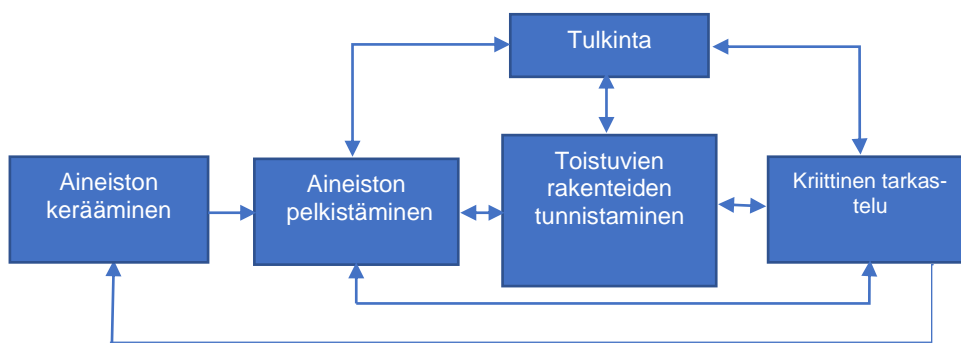 Tulkinta
Aineiston
kerääminen
Aineiston
pelkistäminen
Toistuvien
rakenteiden
tunnistaminen
Kriittinen tarkas-
telu